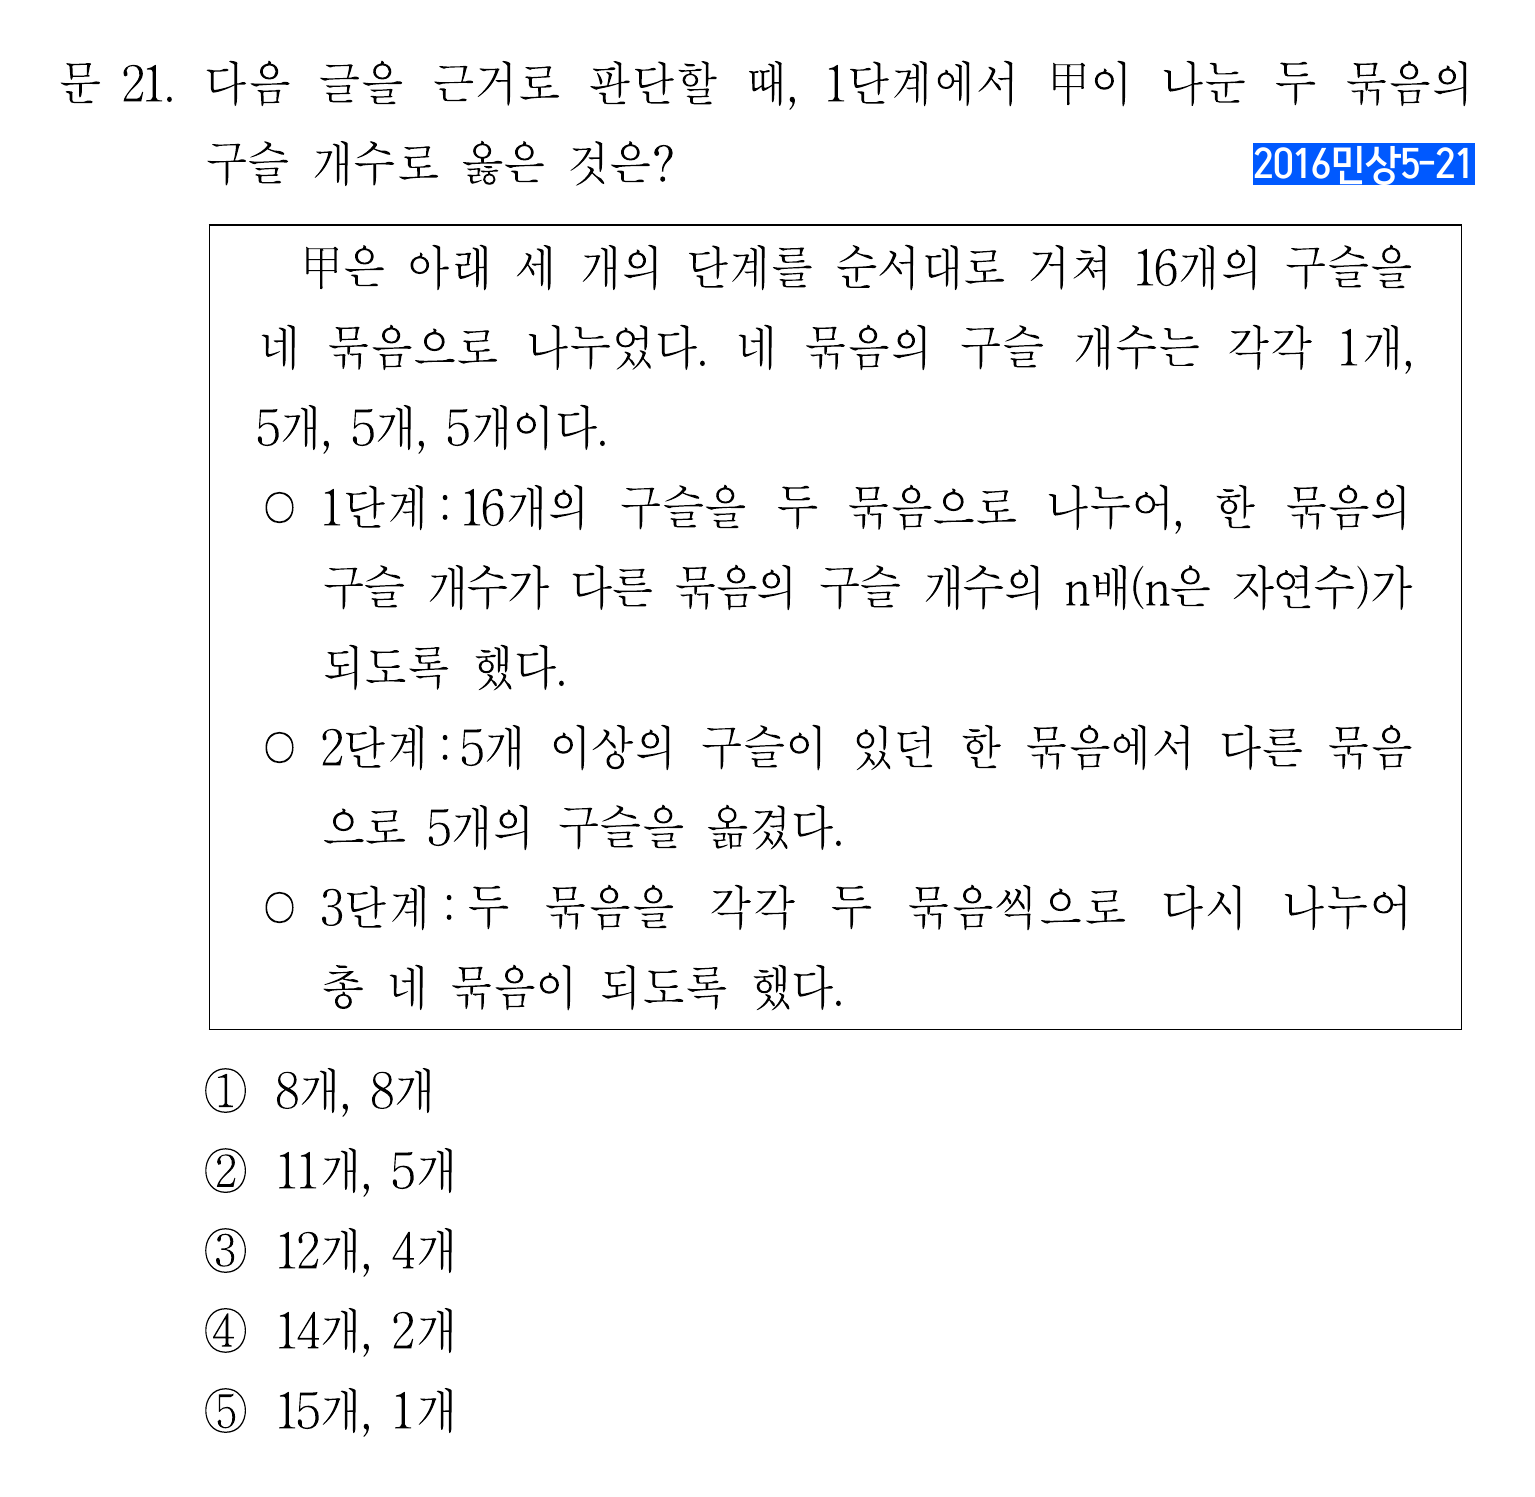 문 21. 다음 글을 근거로 판단할 때, 1단계에서 甲이 나눈 두 묶음의
구슬 개수로 옳은 것은?
2016민상5-21
甲은 아래 세 개의 단계를 순서대로 거쳐 16개의 구슬을
네 묶음으로 나누었다. 네 묶음의 구슬 개수는 각각 1개,
5개, 5개, 5개이다.
○ 1단계 : 16개의 구슬을 두 묶음으로 나누어, 한 묶음의
구슬 개수가 다른 묶음의 구슬 개수의 n배(n은 자연수)가
되도록 했다.
○ 2단계 : 5개 이상의 구슬이 있던 한 묶음에서 다른 묶음
으로 5개의 구슬을 옮겼다.
○ 3단계 : 두 묶음을 각각 두 묶음씩으로 다시 나누어
총 네 묶음이 되도록 했다.
① 8개, 8개
② 11개, 5개
③ 12개, 4개
④ 14개, 2개
⑤ 15개, 1개